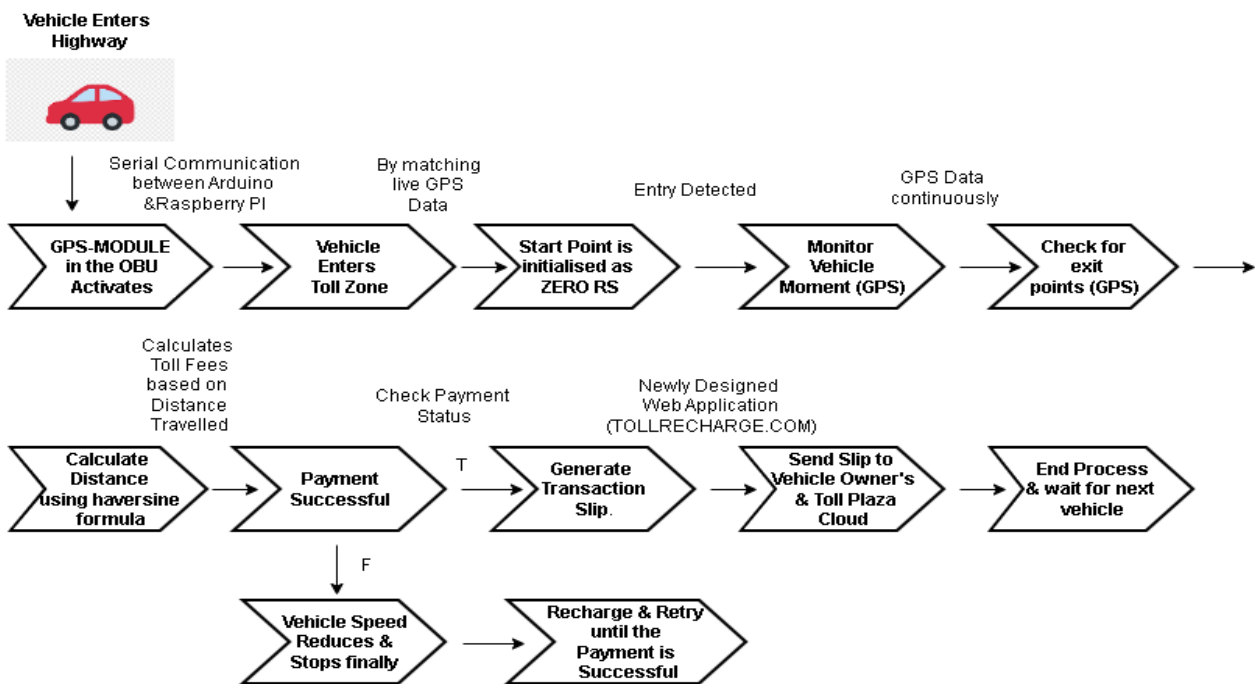 Vehicle Enters
Highway
Serial Communication
between Arduino
&Raspberry PI
By matching
live GPS
Data
Entry Detected
GPS Data
continuously
GPS-MODULE
in the OBU
Activates
Vehicle
Enters
Toll Zone
Start Point is
initialised as
ZERO RS
Monitor
Vehicle
Moment (GPS)
Check for
exit
points (GPS)
Calculates
Toll Fees
based on
Distance
Travelled
Check Payment
Status
Newly Designed
Web Application
(TOLLRECHARGE.COM)
Calculate
Distance
using haversine
formula
Payment
Successful
T
Generate
Transaction
Slip.
Send Slip to
Vehicle Owner's
& Toll Plaza
Cloud
End Process
& wait for next
vehicle
F
Vehicle Speed
Reduces &
Stops finally
Recharge & Retry
until the
Payment is
Successful